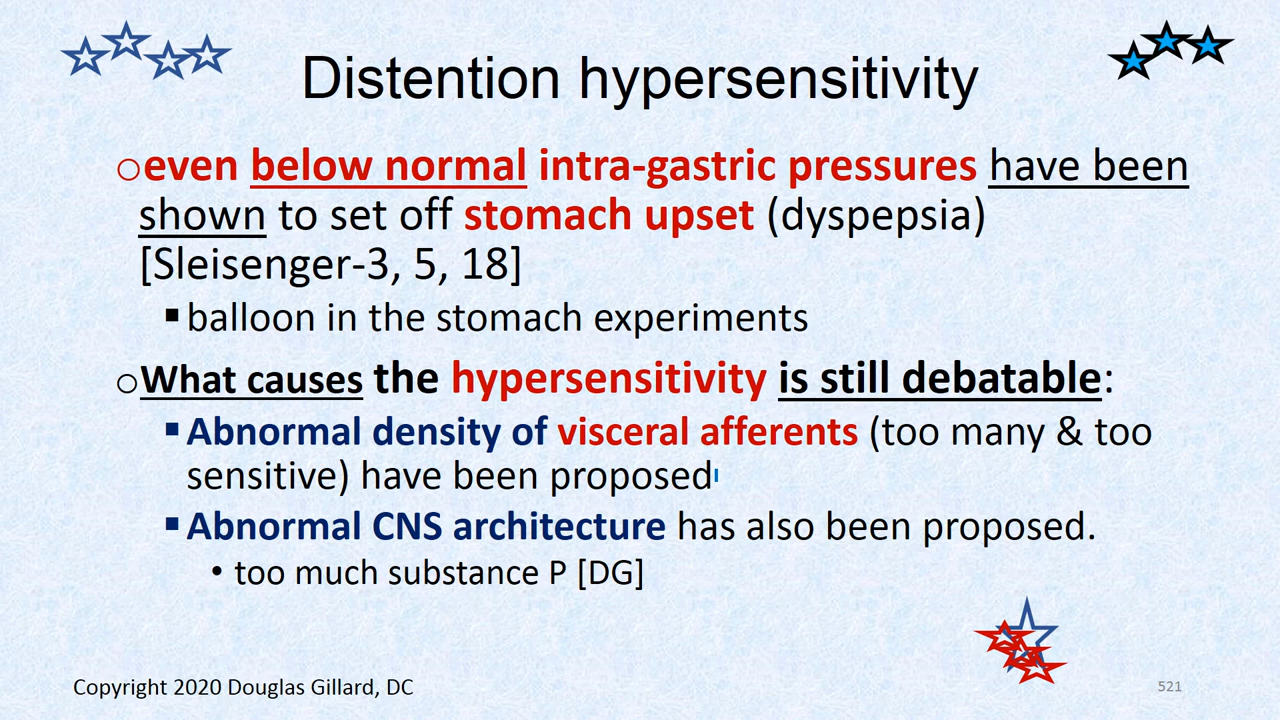 Distention hypersensitivity
○even below normal intra-gastric pressures have been
shown to set off stomach upset (dyspepsia)
[Sleisenger-3, 5, 18]
▪balloon in the stomach experiments
○What causes the hypersensitivity is still debatable:
▪Abnormal density of visceral afferents (too many & too
sensitive) have been proposed
▪Abnormal CNS architecture has also been proposed.
• too much substance P [DG]
Copyright 2020 Douglas Gillard, DC
521